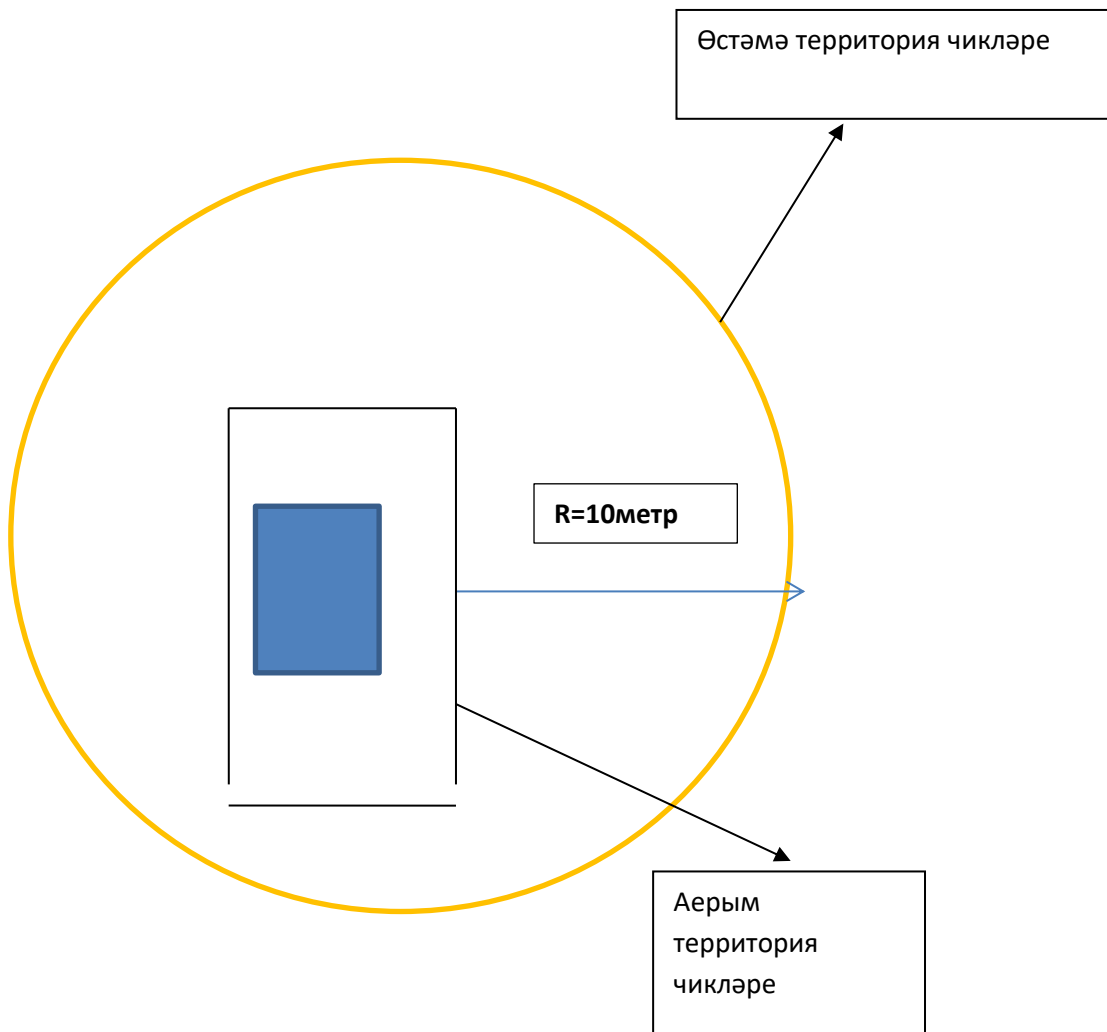 Өстәмә территория чикләре
R=10метр
Аерым
территория
чикләре